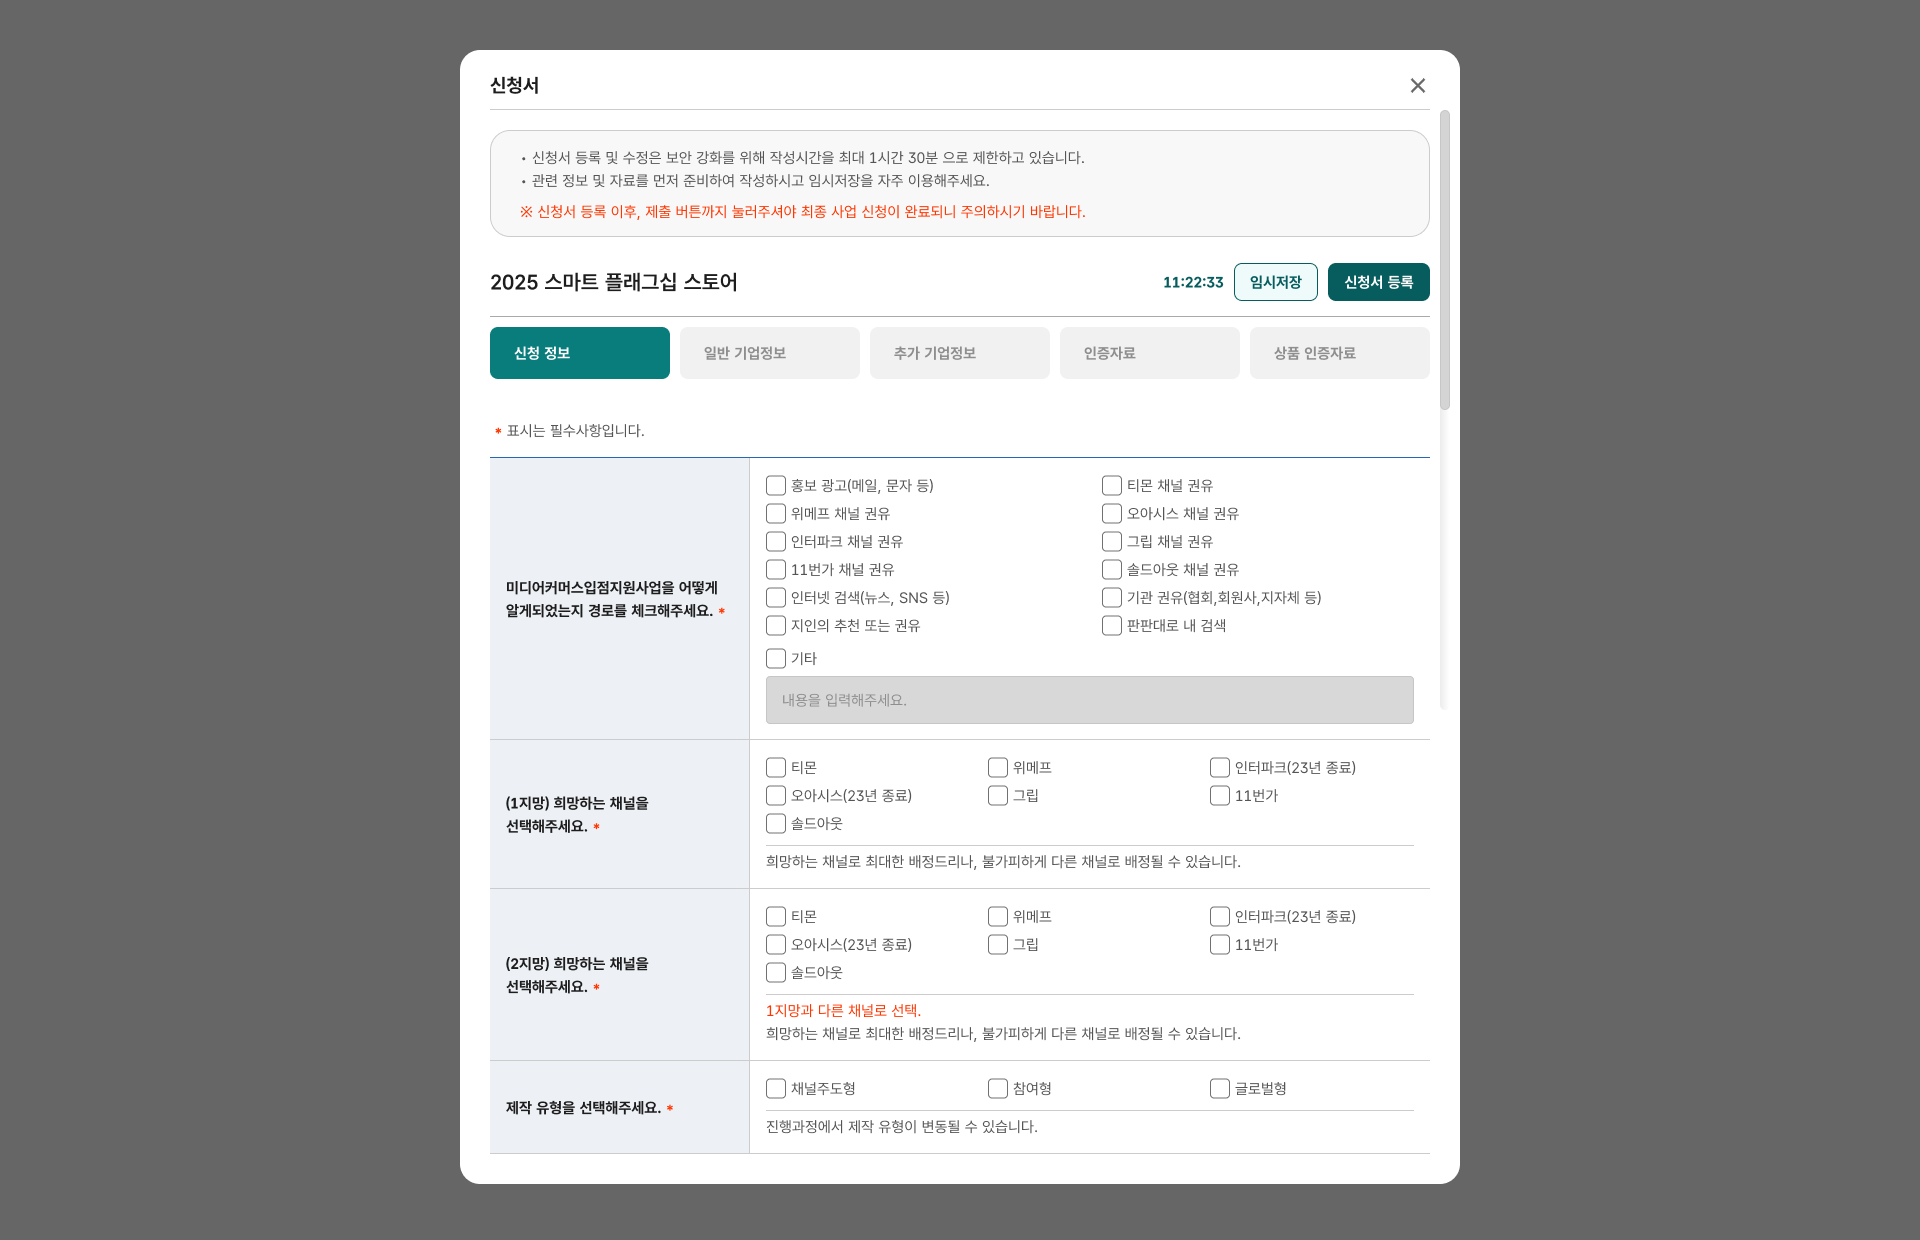 신청서
• 신청서 등록 및 수정은 보안 강화를 위해 작성시간을 최대 1시간 30분 으로 제한하고 있습니다.
• 관련 정보 및 자료를 먼저 준비하여 작성하시고 임시저장을 자주 이용해주세요.
※ 신청서 등록 이후, 제출 버튼까지 눌러주셔야 최종 사업 신청이 완료되니 주의하시기 바랍니다.
2025 스마트 플래그십 스토어
11:22:33
임시저장
신청서 등록
신청 정보
일반 기업정보
추가 기업정보
인증자료
상품 인증자료
* 표시는 필수사항입니다.
미디어커머스입점지원사업을 어떻게
알게되었는지 경로를 체크해주세요. *
홍보 광고(메일, 문자 등)
티몬 채널 권유
위메프 채널 권유
오아시스 채널 권유
인터파크 채널 권유
그립 채널 권유
11번가 채널 권유
솔드아웃 채널 권유
인터넷 검색(뉴스, SNS 등)
기관 권유(협회,회원사,지자체 등)
지인의 추천 또는 권유
판판대로 내 검색
기타
내용을 입력해주세요.
(1지망) 희망하는 채널을
선택해주세요. *
티몬
위메프
인터파크(23년 종료)
오아시스(23년 종료)
그립
11번가
솔드아웃
희망하는 채널로 최대한 배정드리나, 불가피하게 다른 채널로 배정될 수 있습니다.
(2지망) 희망하는 채널을
선택해주세요. *
티몬
위메프
인터파크(23년 종료)
오아시스(23년 종료)
그립
11번가
솔드아웃
1지망과 다른 채널로 선택.
희망하는 채널로 최대한 배정드리나, 불가피하게 다른 채널로 배정될 수 있습니다.
제작 유형을 선택해주세요. *
채널주도형
참여형
글로벌형
진행과정에서 제작 유형이 변동될 수 있습니다.